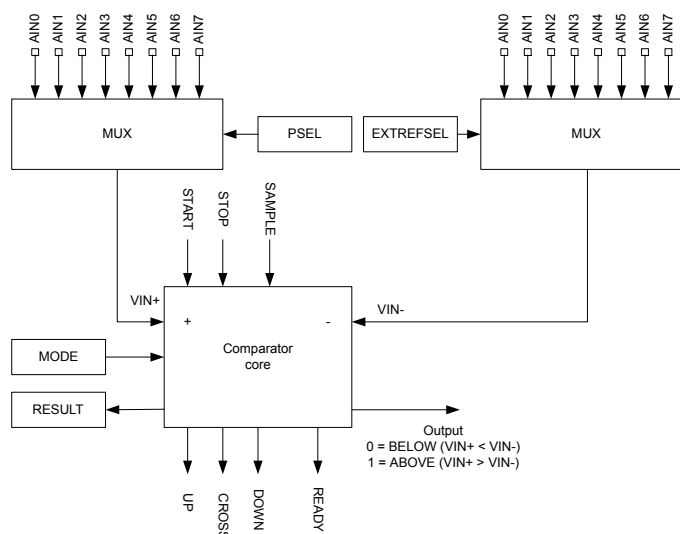 AIN0 AIN1 AIN2 AIN3 AIN4 AIN5 AIN6 AIN7
AIN0 AIN1 AIN2 AIN3 AIN4 AIN5 AIN6 AIN7
MUX
PSEL
EXTREFSEL
MUX
START
STOP
SAMPLE
VIN+
VIN-
+
-
Comparator
core
MODE
RESULT
Output
0 = BELOW (VIN+ < VIN-)
1 = ABOVE (VIN+ > VIN-)
UP
CROSS
DOWN
READY